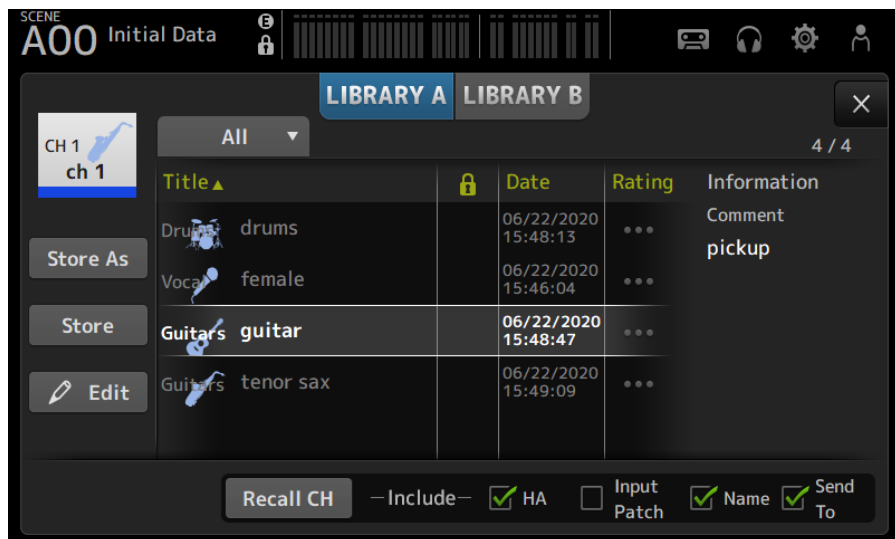 SCENE
A00 Initial Data
E
LIBRARY A LIBRARY B
CH 1
ch 1
All
4 / 4
Title Date Rating Information
Drums drums 06/22/2020 15:48:13
Comment
pickup
Vocal female 06/22/2020 15:46:04
Guitars guitar 06/22/2020 15:48:47
Guitars tenor sax 06/22/2020 15:49:09
Store As
Store
Edit
Recall CH Include HA Input Patch Name Send To